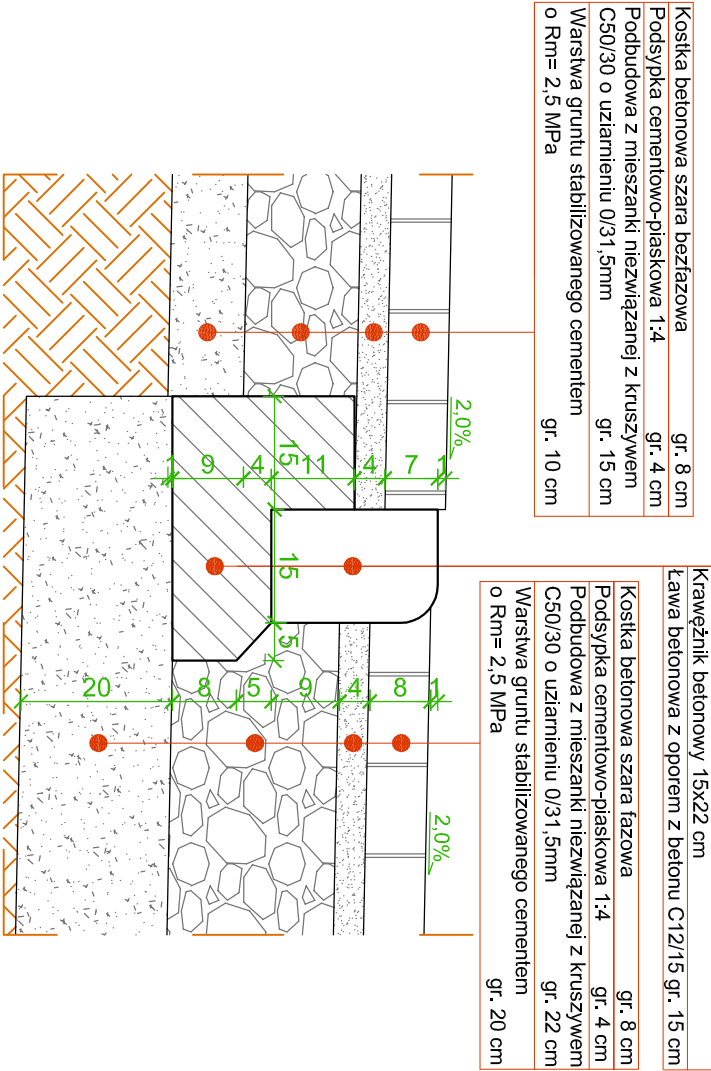 Kostka betonowa szara bezfazowa gr. 8 cm
Podsypka cementowo-piaskowa 1:4 gr. 4 cm
Podbudowa z mieszanki niezwiązanej z kruszywem
C50/30 o uziarnieniu 0/31,5mm gr. 15 cm
Warstwa gruntu stabilizowanego cementem
o Rm= 2,5 MPa gr. 10 cm
Krawężnik betonowy 15x22 cm
Ława betonowa z oporem z betonu C12/15 gr. 15 cm
Kostka betonowa szara fazowa gr. 8 cm
Podsypka cementowo-piaskowa 1:4 gr. 4 cm
Podbudowa z mieszanki niezwiązanej z kruszywem
C50/30 o uziarnieniu 0/31,5mm gr. 22 cm
Warstwa gruntu stabilizowanego cementem
o Rm= 2,5 MPa gr. 20 cm
2,0%
2,0%
1 9 4 11 4 7 1
15 15 5
20 8 5 9 4 8 1